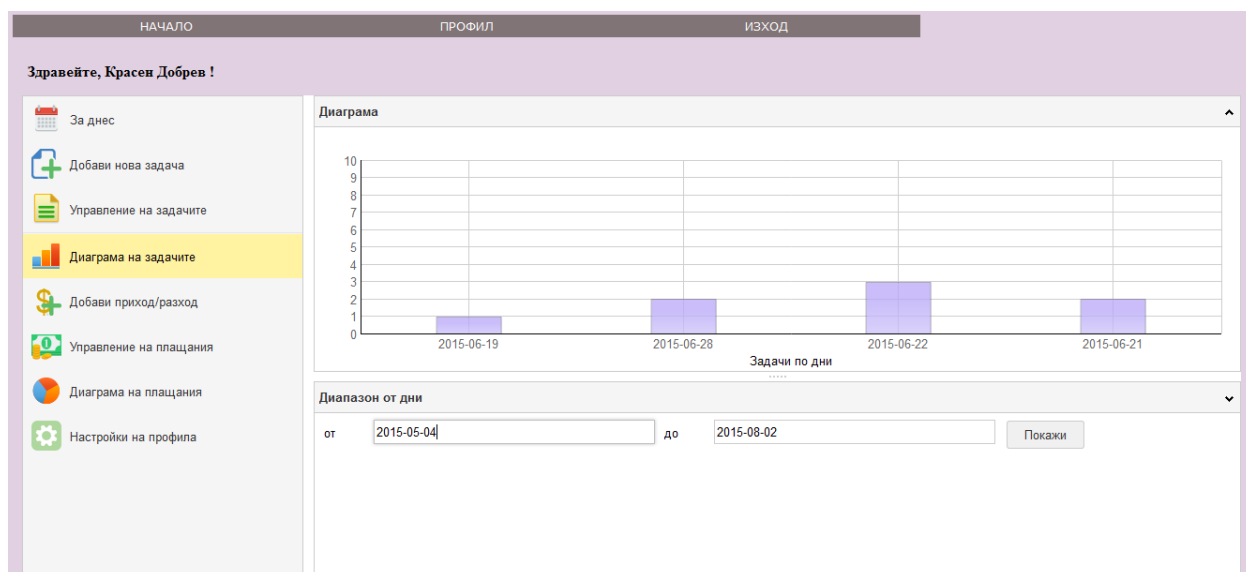 НАЧАЛО ПРОФИЛ ИЗХОД
Здравейте, Красен Добрев !
За днес
Добави нова задача
Управление на задачите
Диаграма на задачите
Добави приход/разход
Управление на плащания
Диаграма на плащания
Настройки на профила
Диаграма
10
9
8
7
6
5
4
3
2
1
0
2015-06-19 2015-06-28 2015-06-22 2015-06-21
Задачи по дни
Диапазон от дни
от 2015-05-04 до 2015-08-02 Покажи